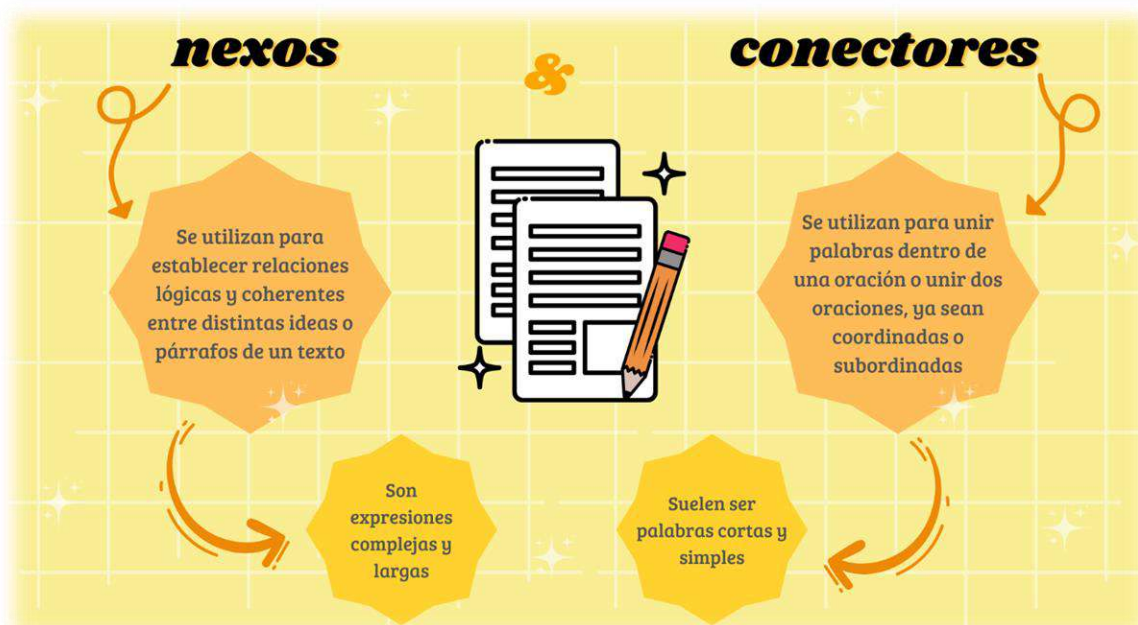 nexos
&
conectores
Se utilizan para
establecer relaciones
lógicas y coherentes
entre distintas ideas o
párrafos de un texto
Se utilizan para unir
palabras dentro de
una oración o unir dos
oraciones, ya sean
coordinadas o
subordinadas
Son
expresiones
complejas y
largas
Suelen ser
palabras cortas y
simples